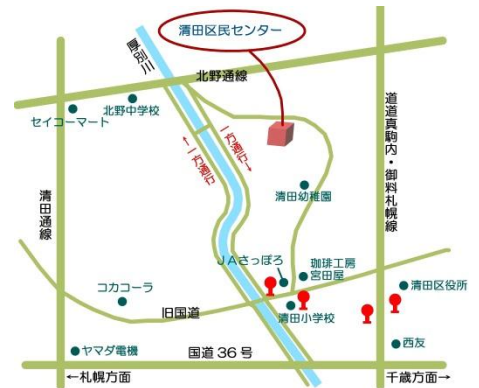 清田区民センター
厚別川
北野通線
北野中学校
セイコーマート
←一方通行
一方通行→
道道真駒内・御料札幌線
清田通線
清田幼稚園
JAさっぽろ
珈琲工房
宮田屋
コカコーラ
清田区役所
旧国道
清田小学校
ヤマダ電機
国道36号
西友
←札幌方面
千歳方面→